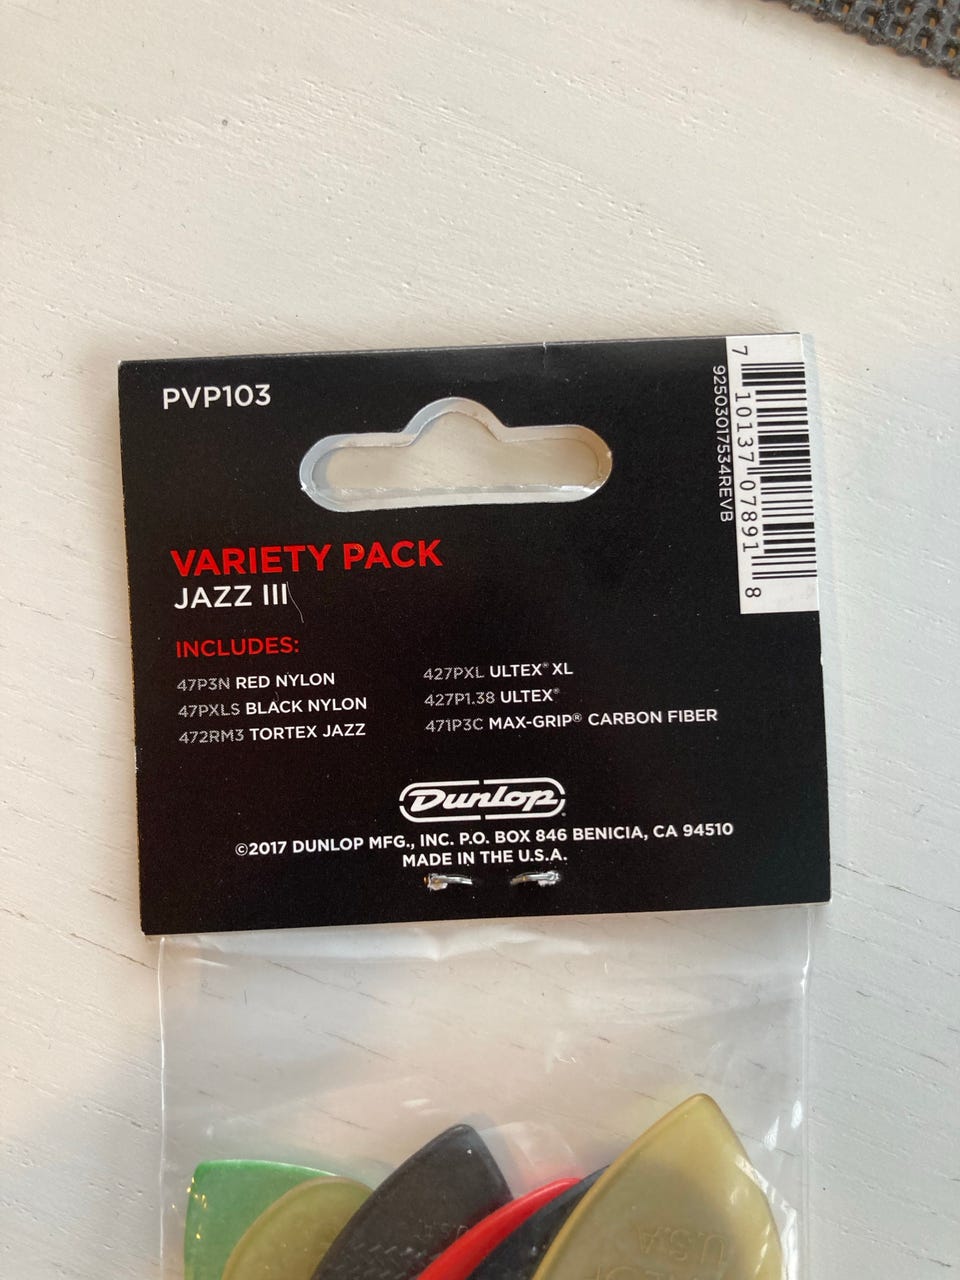 PVP103
7 10137 07891 8
92503017534REVB
VARIETY PACK
JAZZ III
INCLUDES:
47P3N RED NYLON
47PXLS BLACK NYLON
472RM3 TORTEX JAZZ
427PXL ULTEX® XL
427P1.38 ULTEX®
471P3C MAX-GRIP® CARBON FIBER
Dunlop®
©2017 DUNLOP MFG., INC. P.O. BOX 846 BENICIA, CA 94510
MADE IN THE U.S.A.
U.S.A